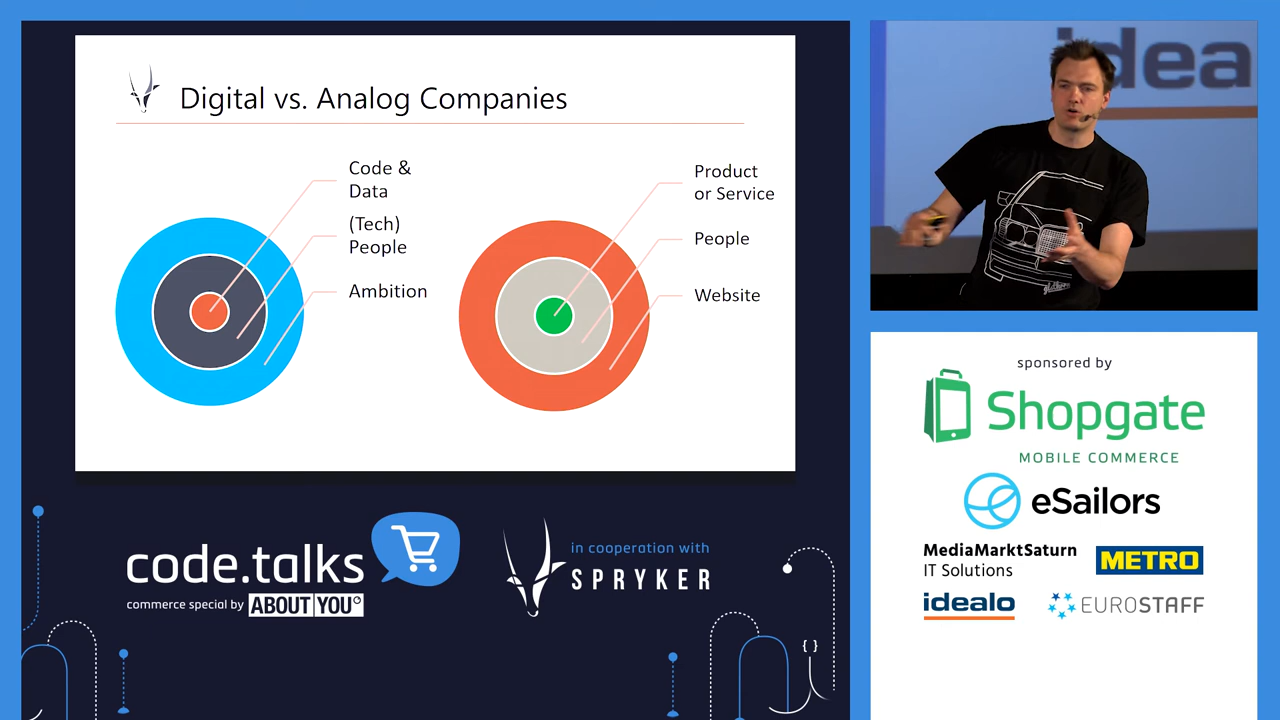 Digital vs. Analog Companies
Code &
Data
(Tech)
People
Ambition
Product
or Service
People
Website
idea
sponsored by
Shopgate
MOBILE COMMERCE
eSailors
MediaMarktSaturn
IT Solutions
METRO
idealo
EUROSTAFF
code.talks
commerce special by ABOUT YOU°
in cooperation with
SPRYKER
{ }